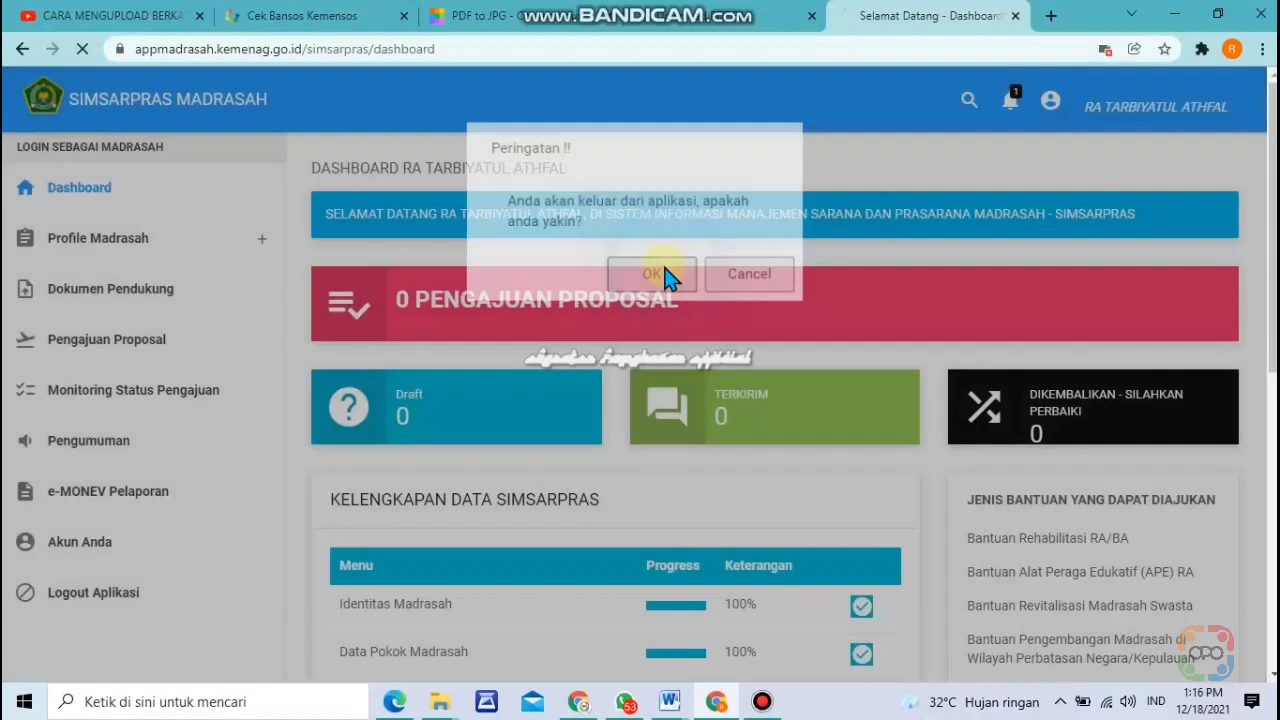 CARA MENGUPLOAD BERKA
Cek Bansos Kemensos
PDF to JPG - C
www.BANDICAM.com
Selamat Datang - Dashboard
appmadrasah.kemenag.go.id/simsarpras/dashboard
R
SIMSARPRAS MADRASAH
1
RA TARBIYATUL ATHFAL
LOGIN SEBAGAI MADRASAH
Dashboard
Profile Madrasah
Dokumen Pendukung
Pengajuan Proposal
Monitoring Status Pengajuan
Pengumuman
e-MONEV Pelaporan
Akun Anda
Logout Aplikasi
Peringatan !!
DASHBOARD RA TARBIYATUL ATHFAL
Anda akan keluar dari aplikasi, apakah
SELAMAT DATANG RA TARBIYATUL ATHFAL, DI SISTEM INFORMASI MANAJEMEN SARANA DAN PRASARANA MADRASAH - SIMSARPRAS
anda yakin?
OK
Cancel
0 PENGAJUAN PROPOSAL
Draft
0
TERKIRIM
0
DIKEMBALIKAN - SILAHKAN
PERBAIKI
0
KELENGKAPAN DATA SIMSARPRAS
Menu Progress Keterangan
Identitas Madrasah 100%
Data Pokok Madrasah 100%
JENIS BANTUAN YANG DAPAT DIAJUKAN
Bantuan Rehabilitasi RA/BA
Bantuan Alat Peraga Edukatif (APE) RA
Bantuan Revitalisasi Madrasah Swasta
Bantuan Pengembangan Madrasah di
Wilayah Perbatasan Negara/Kepulauan
OPO
Ketik di sini untuk mencari
53
32°C Hujan ringan
IND
1:16 PM
12/18/2021